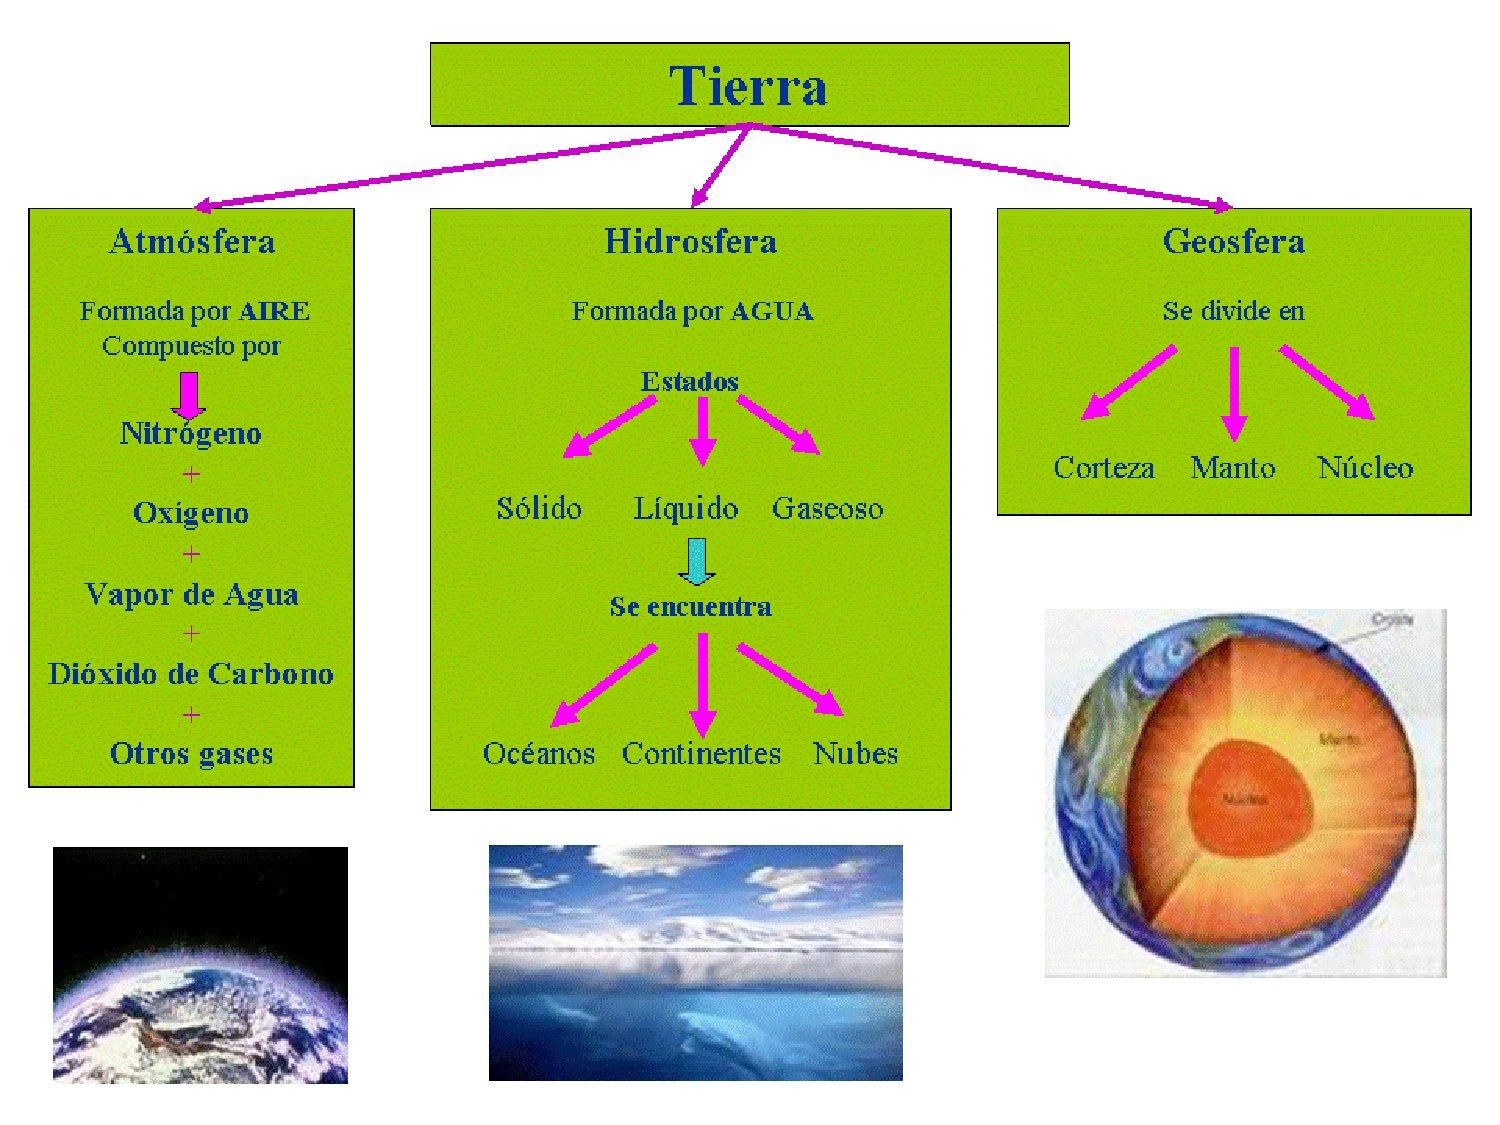 Tierra
Atmósfera
Formada por AIRE
Compuesto por
Nitrógeno
+
Oxígeno
+
Vapor de Agua
+
Dióxido de Carbono
+
Otros gases
Hidrosfera
Formada por AGUA
Estados
Sólido Líquido Gaseoso
Se encuentra
Océanos Continentes Nubes
Geosfera
Se divide en
Corteza Manto Núcleo
Manto
Núcleo